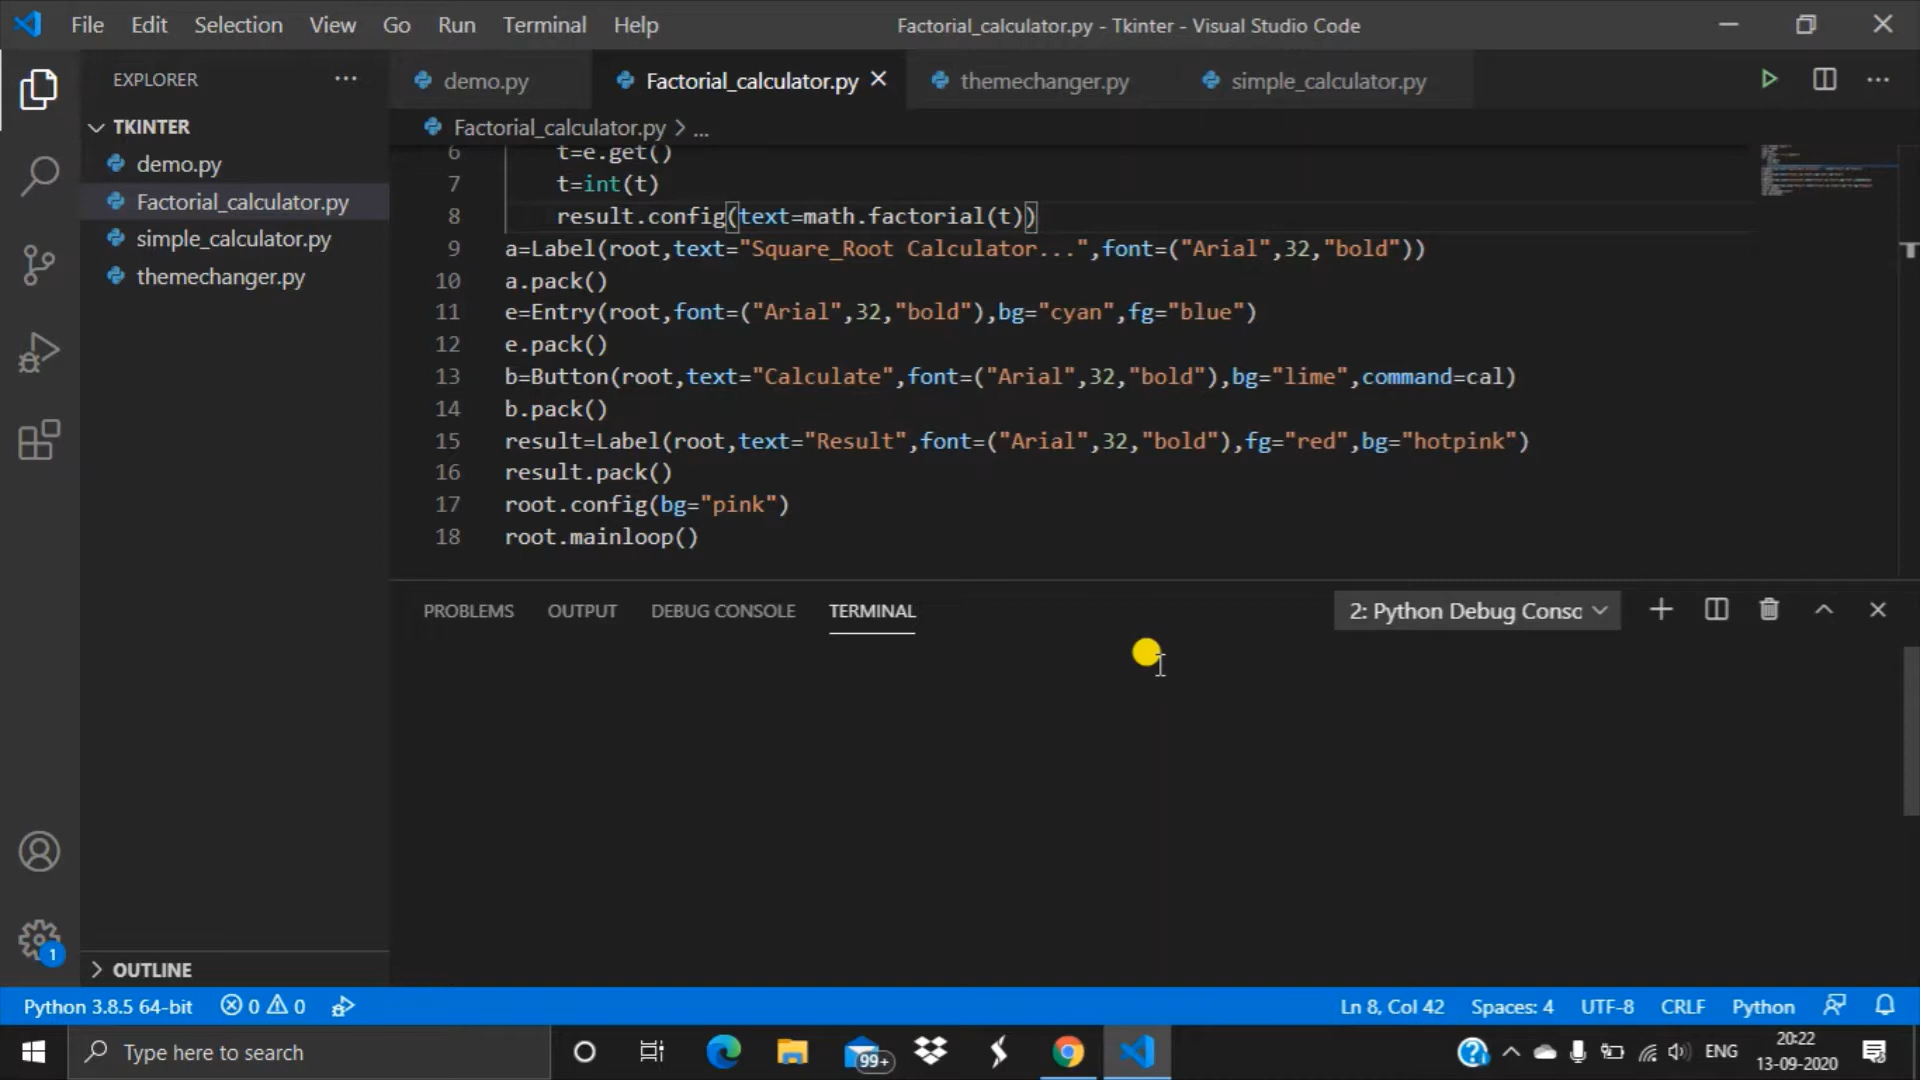 File Edit Selection View Go Run Terminal Help Factorial_calculator.py - Tkinter - Visual Studio Code
EXPLORER
TKINTER
demo.py
Factorial_calculator.py
simple_calculator.py
themechanger.py
OUTLINE
demo.py Factorial_calculator.py themechanger.py simple_calculator.py
Factorial_calculator.py > ...
6 t=e.get()
7 t=int(t)
8 result.config(text=math.factorial(t))
9 a=Label(root,text="Square_Root Calculator...",font=("Arial",32,"bold"))
10 a.pack()
11 e=Entry(root,font=("Arial",32,"bold"),bg="cyan",fg="blue")
12 e.pack()
13 b=Button(root,text="Calculate",font=("Arial",32,"bold"),bg="lime",command=cal)
14 b.pack()
15 result=Label(root,text="Result",font=("Arial",32,"bold"),fg="red",bg="hotpink")
16 result.pack()
17 root.config(bg="pink")
18 root.mainloop()
PROBLEMS OUTPUT DEBUG CONSOLE TERMINAL 2: Python Debug Consc
1
Python 3.8.5 64-bit 0 0 Ln 8, Col 42 Spaces: 4 UTF-8 CRLF Python
Type here to search 99+ ENG 20:22
13-09-2020